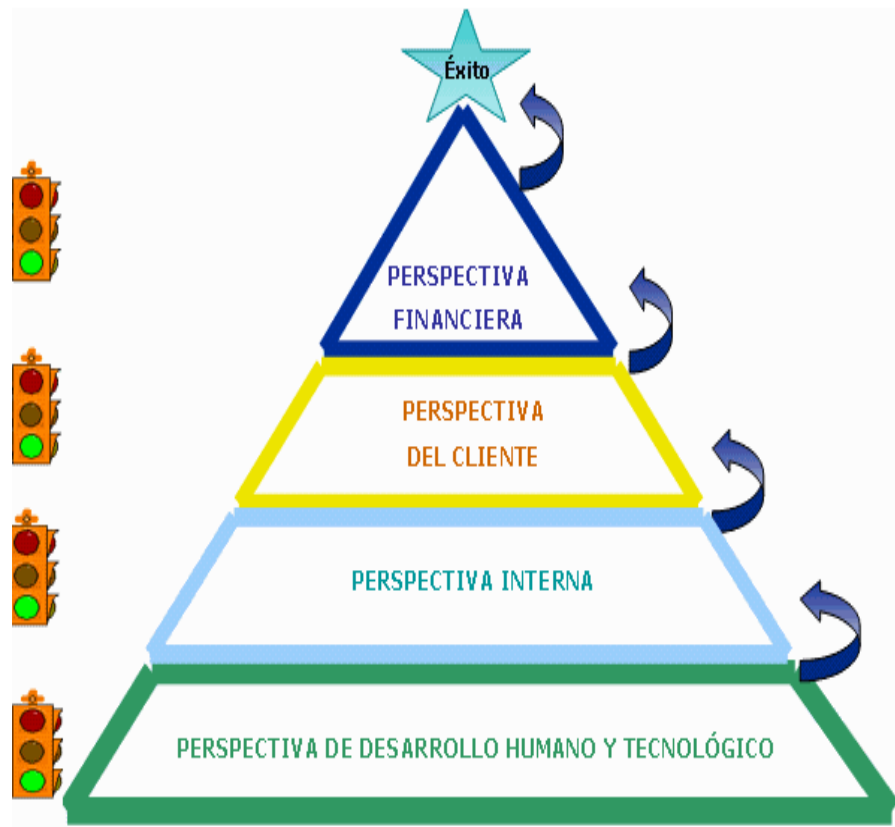 Éxito
PERSPECTIVA
FINANCIERA
PERSPECTIVA
DEL CLIENTE
PERSPECTIVA INTERNA
PERSPECTIVA DE DESARROLLO HUMANO Y TECNOLÓGICO